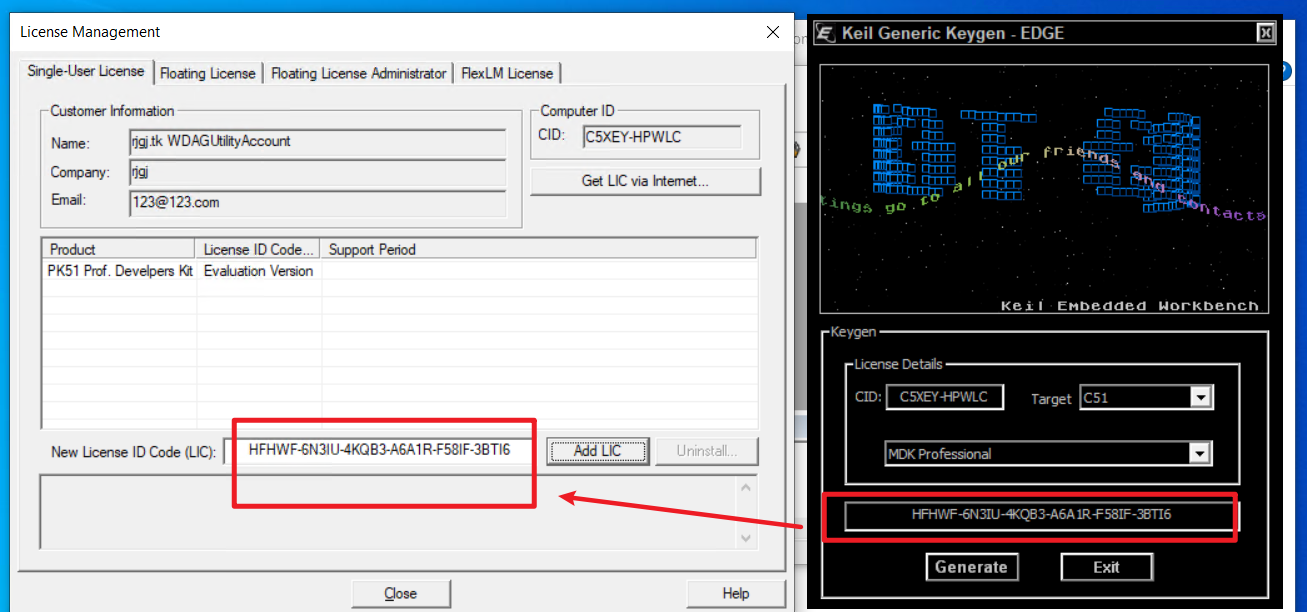 License Management
Single-User License
Floating License
Floating License Administrator
FlexLM License
Customer Information
Name:
rjgj.tk WDAGUtilityAccount
Company:
rjgj
Email:
123@123.com
Computer ID
CID:
C5XEY-HPWLC
Get LIC via Internet...
Product
License ID Code...
Support Period
PK51 Prof. Develpers Kit
Evaluation Version
New License ID Code (LIC):
HFHWF-6N3IU-4KQB3-A6A1R-F58IF-3BTI6
Add LIC
Uninstall...
Close
Help
Keil Generic Keygen - EDGE
tings go to all our friends and contacts
Keil Embedded Workbench
Keygen
License Details
CID:
C5XEY-HPWLC
Target
C51
MDK Professional
HFHWF-6N3IU-4KQB3-A6A1R-F58IF-3BTI6
Generate
Exit